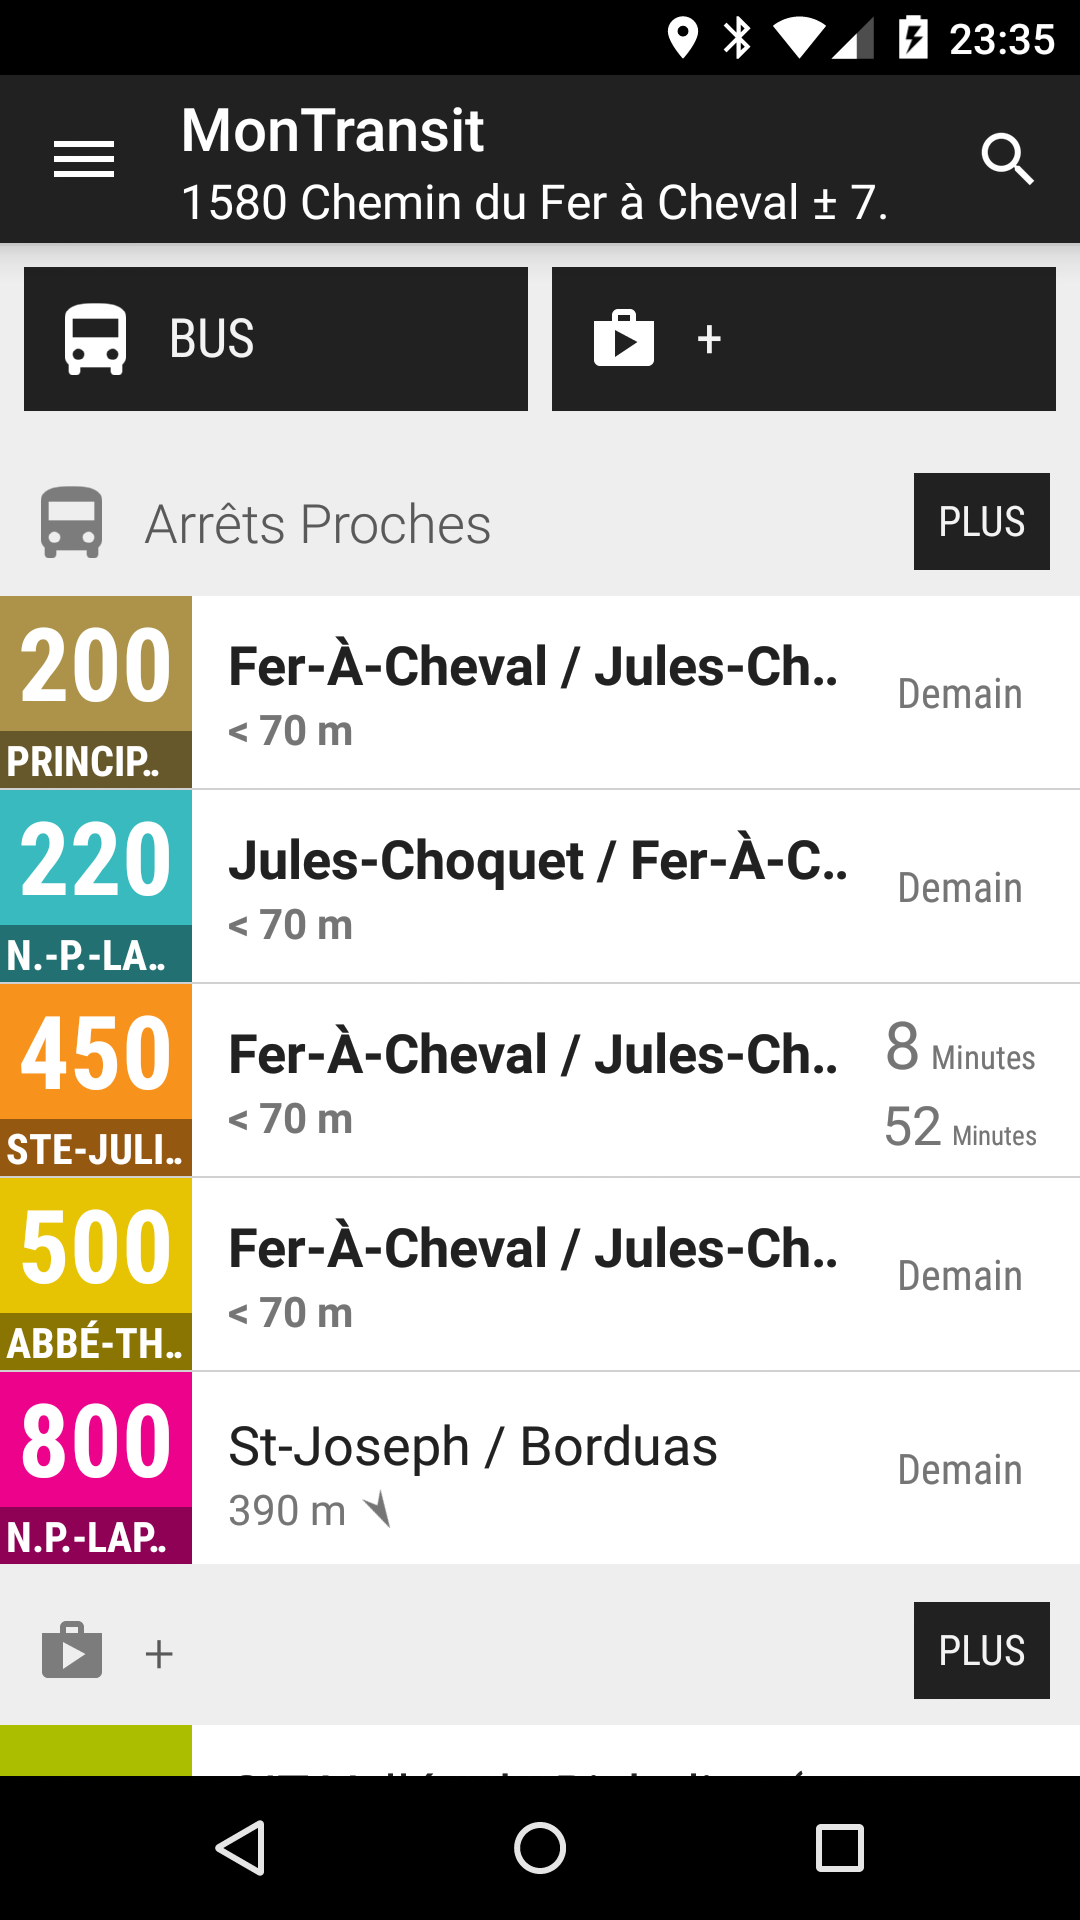 23:35
MonTransit
1580 Chemin du Fer à Cheval ± 7.
BUS
+
Arrêts Proches
PLUS
200
PRINCIP..
Fer-À-Cheval / Jules-Ch..
< 70 m
Demain
220
N.-P.-LA..
Jules-Choquet / Fer-À-C..
< 70 m
Demain
450
STE-JULI..
Fer-À-Cheval / Jules-Ch..
< 70 m
8 Minutes
52 Minutes
500
ABBÉ-TH..
Fer-À-Cheval / Jules-Ch..
< 70 m
Demain
800
N.P.-LAP..
St-Joseph / Borduas
390 m
Demain
+
PLUS